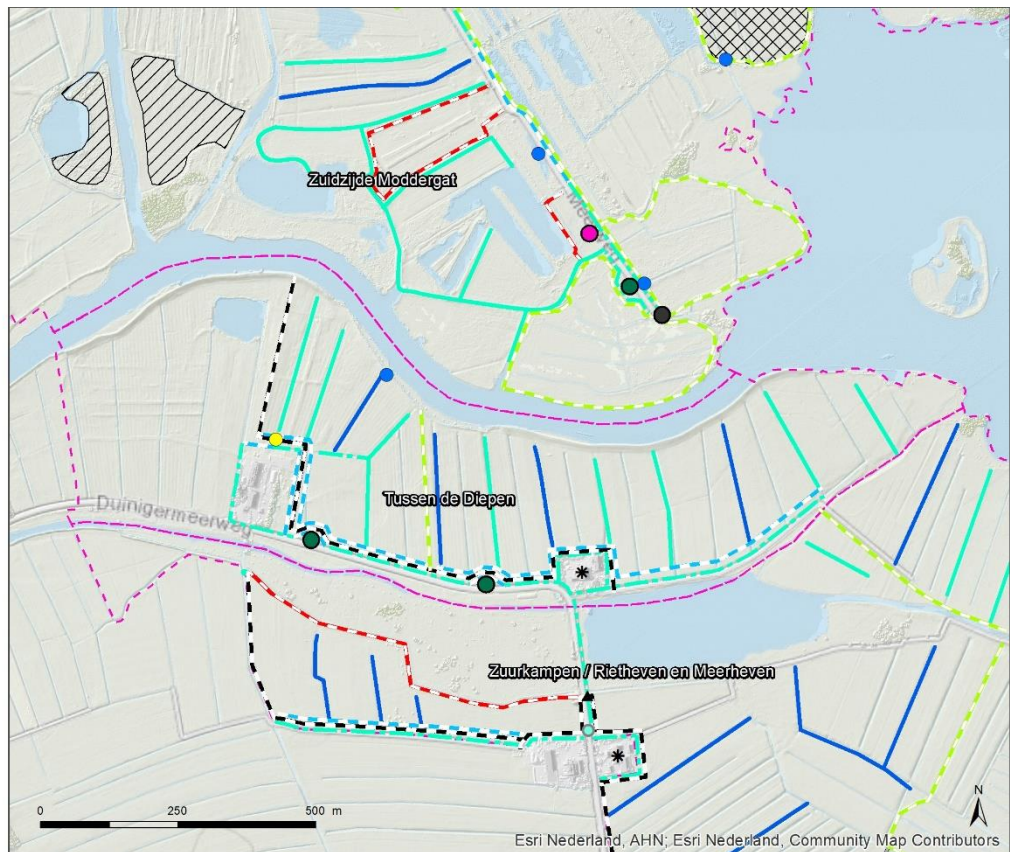 Zuidzijde Moddergat
Meerweg
Tussen de Diepen
Duinigermeerweg
Zuurkampen / Rietheven en Meerheven
0 250 500 m
N
Esri Nederland, AHN; Esri Nederland, Community Map Contributors